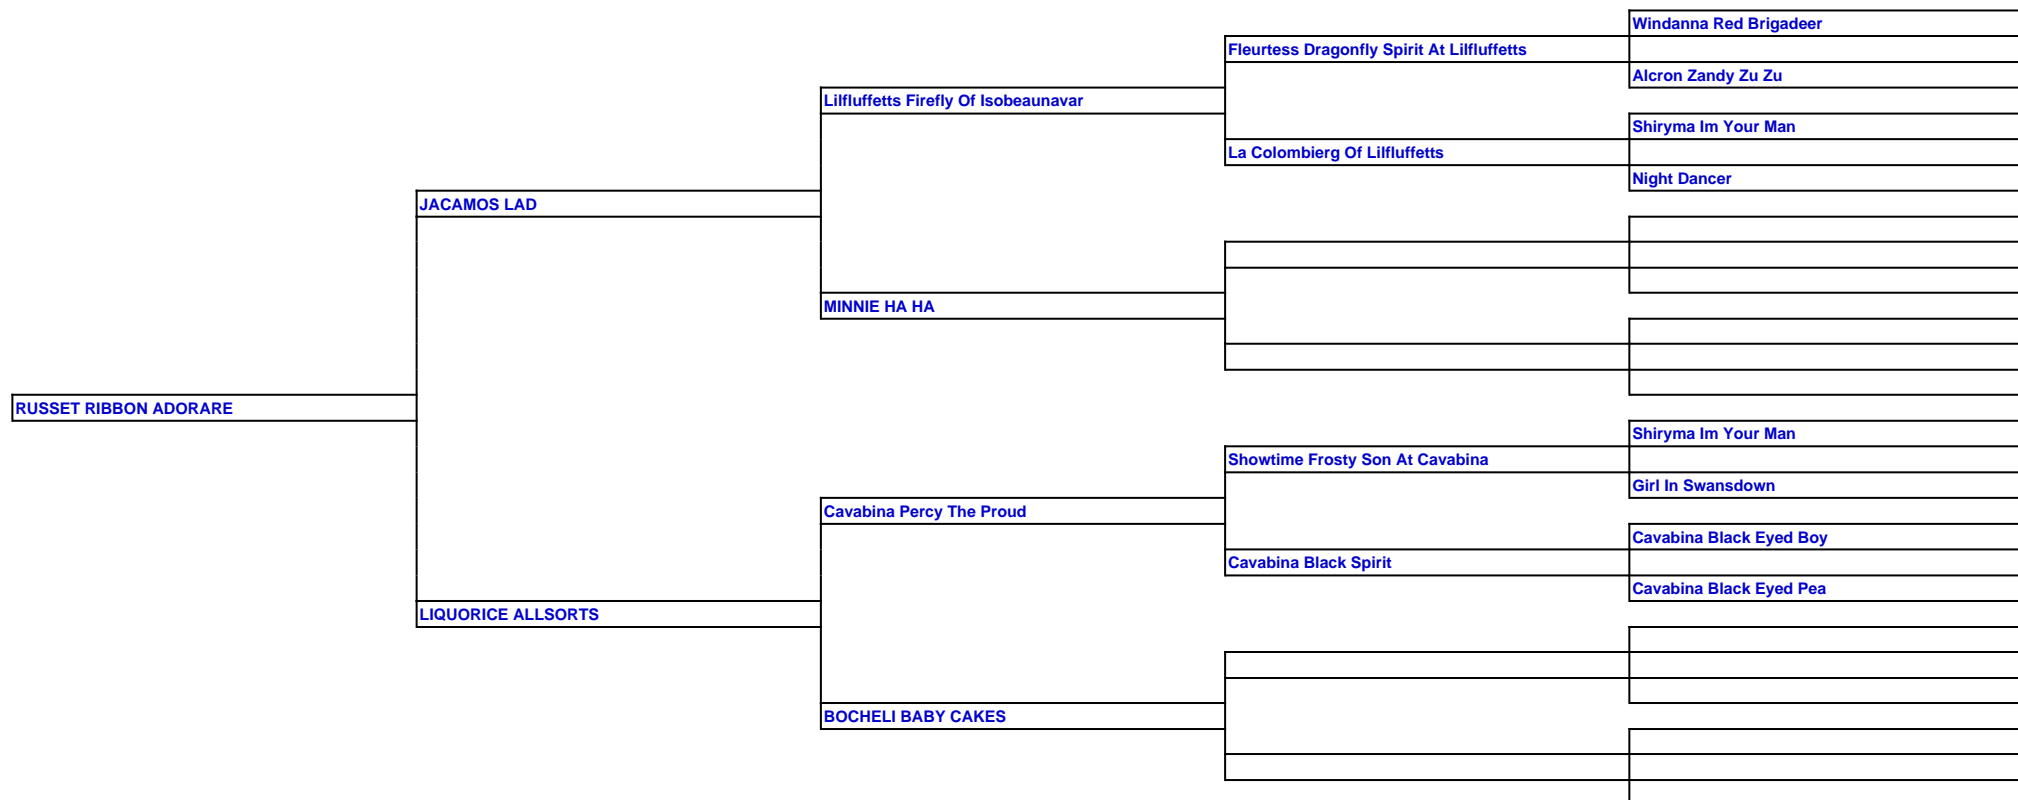 Windanna Red Brigadeer
Fleurtess Dragonfly Spirit At Lilfluffetts
Alcron Zandy Zu Zu
Lilfluffetts Firefly Of Isobeaunavar
Shiryma Im Your Man
La Colombierg Of Lilfluffetts
Night Dancer
JACAMOS LAD
MINNIE HA HA
RUSSET RIBBON ADORARE
Shiryma Im Your Man
Showtime Frosty Son At Cavabina
Girl In Swansdown
Cavabina Percy The Proud
Cavabina Black Eyed Boy
Cavabina Black Spirit
Cavabina Black Eyed Pea
LIQUORICE ALLSORTS
BOCHELI BABY CAKES